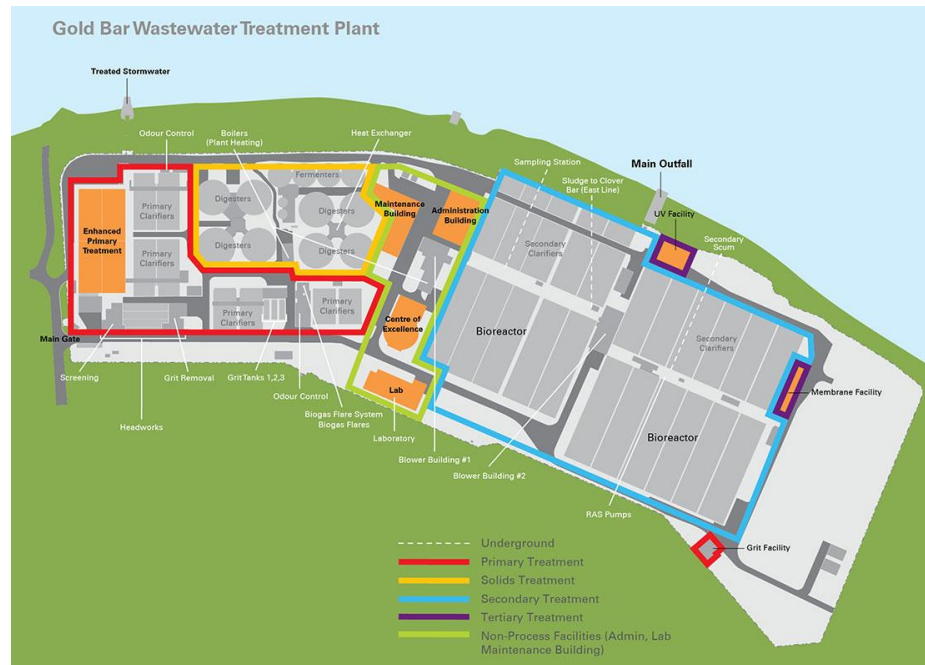 Gold Bar Wastewater Treatment Plant
Treated Stormwater
Odour Control
Boilers
(Plant Heating)
Heat Exchanger
Sampling Station
Sludge to Clover
Bar (East Line)
Main Outfall
UV Facility
Secondary
Scum
Fermenters
Digesters
Digesters
Digesters
Digesters
Maintenance
Building
Administration
Building
Primary
Clarifiers
Enhanced
Primary
Treatment
Primary
Clarifiers
Secondary
Clarifiers
Primary
Clarifiers
Primary
Clarifiers
Centre of
Excellence
Bioreactor
Secondary
Clarifiers
Main Gate
Screening
Grit Removal
Grit Tanks 1,2,3
Odour Control
Lab
Membrane Facility
Biogas Flare System
Biogas Flares
Headworks
Laboratory
Bioreactor
Blower Building #1
Blower Building #2
RAS Pumps
Grit Facility
Underground
Primary Treatment
Solids Treatment
Secondary Treatment
Tertiary Treatment
Non-Process Facilities (Admin, Lab
Maintenance Building)